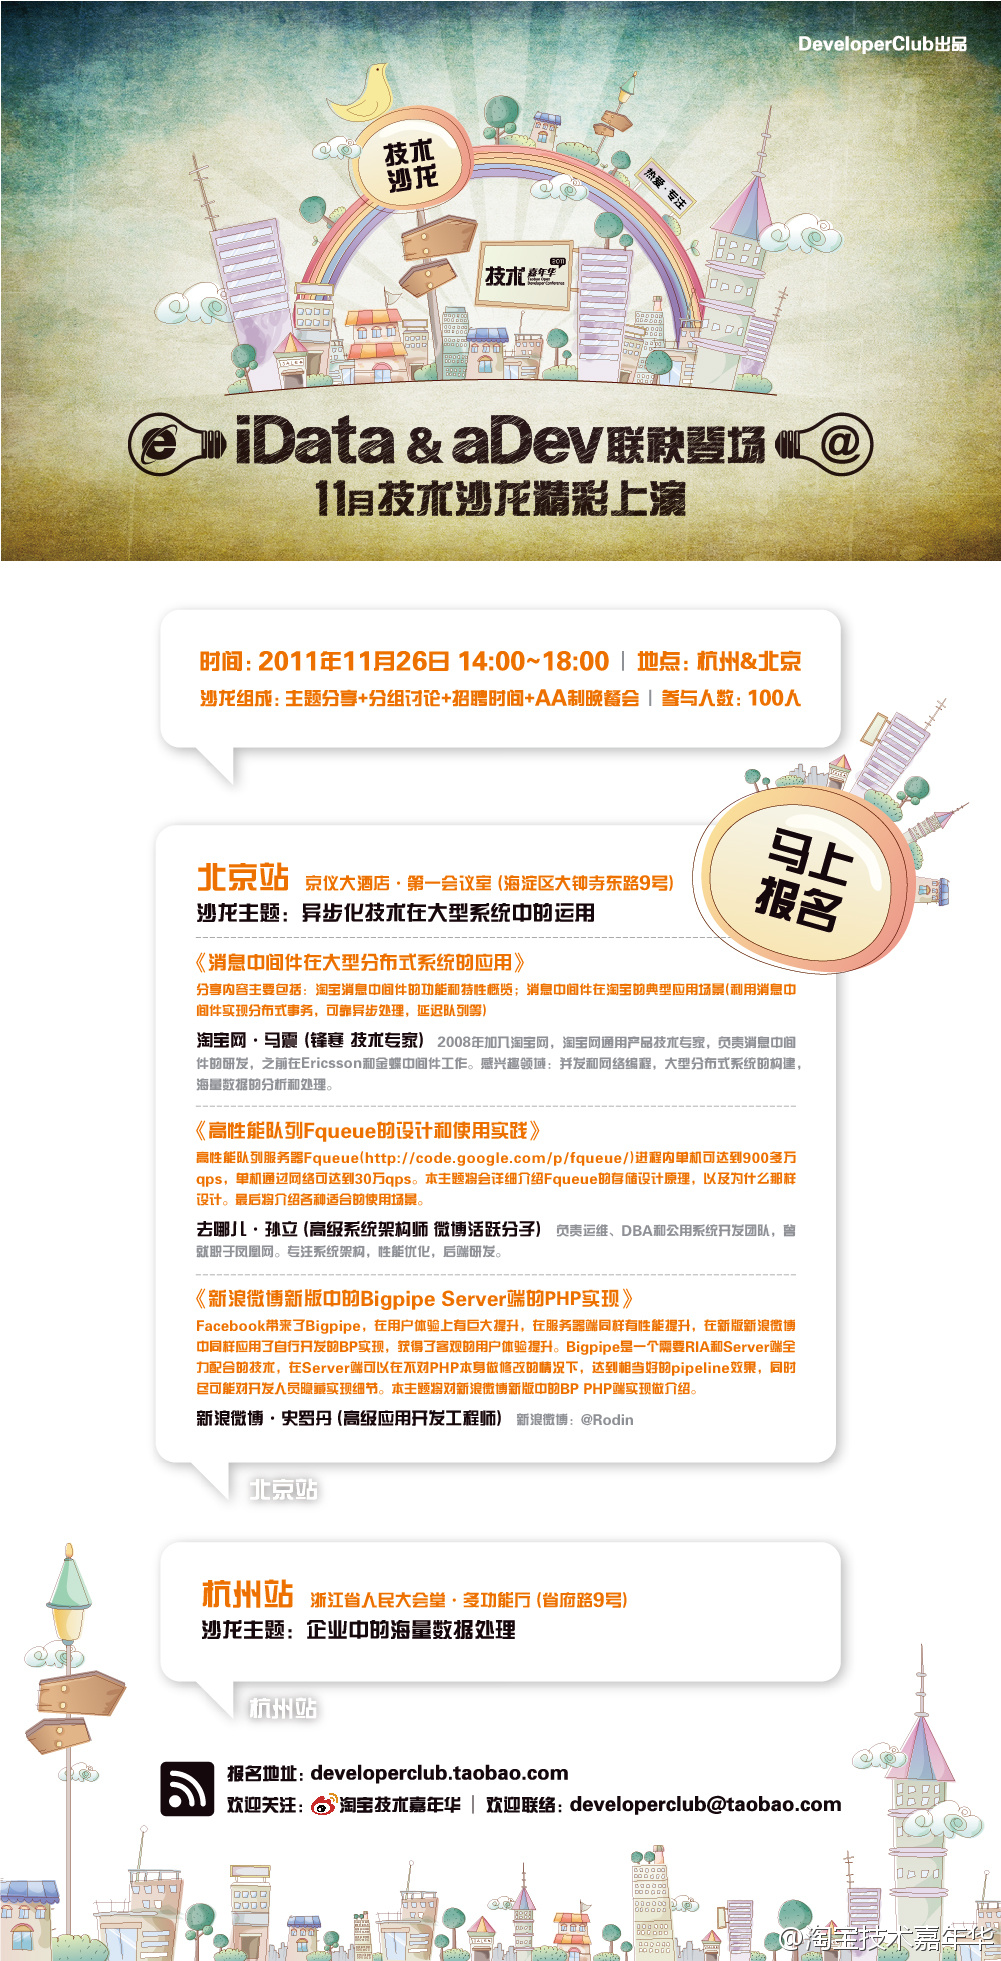 DeveloperClub出品
技术
沙龙
热爱·专注
技术 嘉年华 2011
Taobao Open
Developer Conference
iData & aDev联袂登场
@
11月技术沙龙精彩上演
时间: 2011年11月26日 14:00~18:00 | 地点: 杭州&北京
沙龙组成: 主题分享+分组讨论+招聘时间+AA制晚餐会 | 参与人数: 100人
马上
报名
北京站 京仪大酒店·第一会议室 (海淀区大钟寺东路9号)
沙龙主题: 异步化技术在大型系统中的运用
《消息中间件在大型分布式系统的应用》
分享内容主要包括: 淘宝消息中间件的功能和特性概览; 消息中间件在淘宝的典型应用场景(利用消息中
间件实现分布式事务, 可靠异步处理, 延迟队列等)
淘宝网·马震 (锋寒 技术专家) 2008年加入淘宝网, 淘宝网通用产品技术专家, 负责消息中间
件的研发, 之前在Ericsson和金蝶中间件工作。感兴趣领域: 并发和网络编程, 大型分布式系统的构建,
海量数据的分析和处理。
《高性能队列Fqueue的设计和使用实践》
高性能队列服务器Fqueue(http://code.google.com/p/fqueue/)进程内单机可达到900多万
qps, 单机通过网络可达到30万qps。本主题将会详细介绍Fqueue的存储设计原理, 以及为什么那样
设计。最后将介绍各种适合的使用场景。
去哪儿·孙立 (高级系统架构师 微博活跃分子) 负责运维、DBA和公用系统开发团队, 曾
就职于凤凰网。专注系统架构, 性能优化, 后端研发。
《新浪微博新版中的Bigpipe Server端的PHP实现》
Facebook带来了Bigpipe, 在用户体验上有巨大提升, 在服务器端同样有性能提升, 在新版新浪微博
中同样应用了自行开发的BP实现, 获得了客观的用户体验提升。Bigpipe是一个需要RIA和Server端全
力配合的技术, 在Server端可以在不对PHP本身做修改的情况下, 达到相当好的pipeline效果, 同时
尽可能对开发人员隐藏实现细节。本主题将对新浪微博新版中的BP PHP端实现做介绍。
新浪微博·史罗丹 (高级应用开发工程师) 新浪微博: @Rodin
北京站
杭州站 浙江省人民大会堂·多功能厅 (省府路9号)
沙龙主题: 企业中的海量数据处理
杭州站
报名地址: developerclub.taobao.com
欢迎关注: 淘宝技术嘉年华 | 欢迎联络: developerclub@taobao.com
@淘宝技术嘉年华